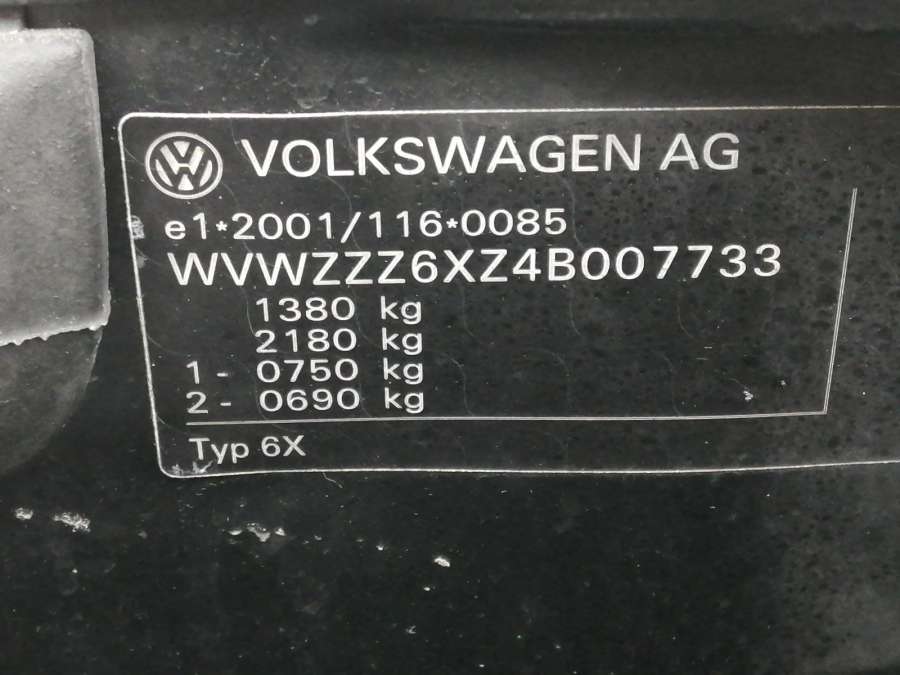 VOLKSWAGEN AG
e1*2001/116*0085
WVWZZZ6XZ4B007733
1380 kg
2180 kg
1 - 0750 kg
2 - 0690 kg
Typ 6X